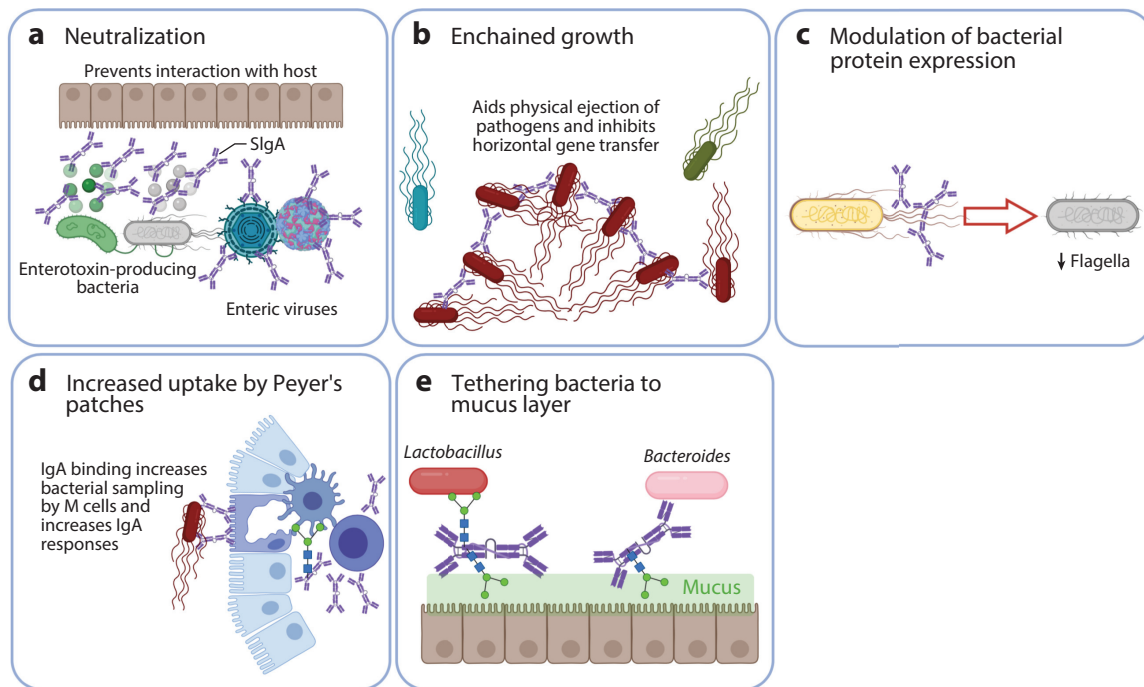 a Neutralization
Prevents interaction with host
SIgA
Enterotoxin-producing
bacteria
Enteric viruses
b Enchained growth
Aids physical ejection of
pathogens and inhibits
horizontal gene transfer
c Modulation of bacterial
protein expression
↓ Flagella
d Increased uptake by Peyer's
patches
IgA binding increases
bacterial sampling
by M cells and
increases IgA
responses
e Tethering bacteria to
mucus layer
Lactobacillus
Bacteroides
Mucus